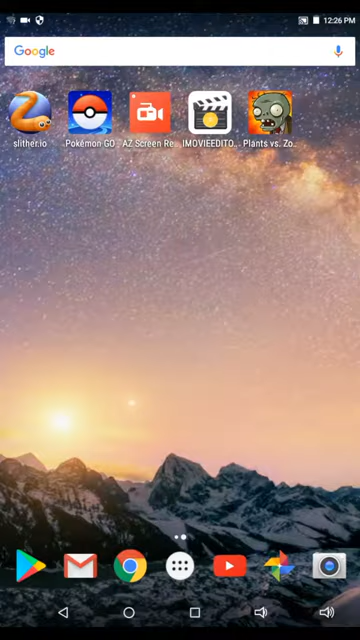 12:26 PM
Google
slither.io
Pokémon GO
AZ Screen Re..
IMOVIEEDITO..
Plants vs. Zo..